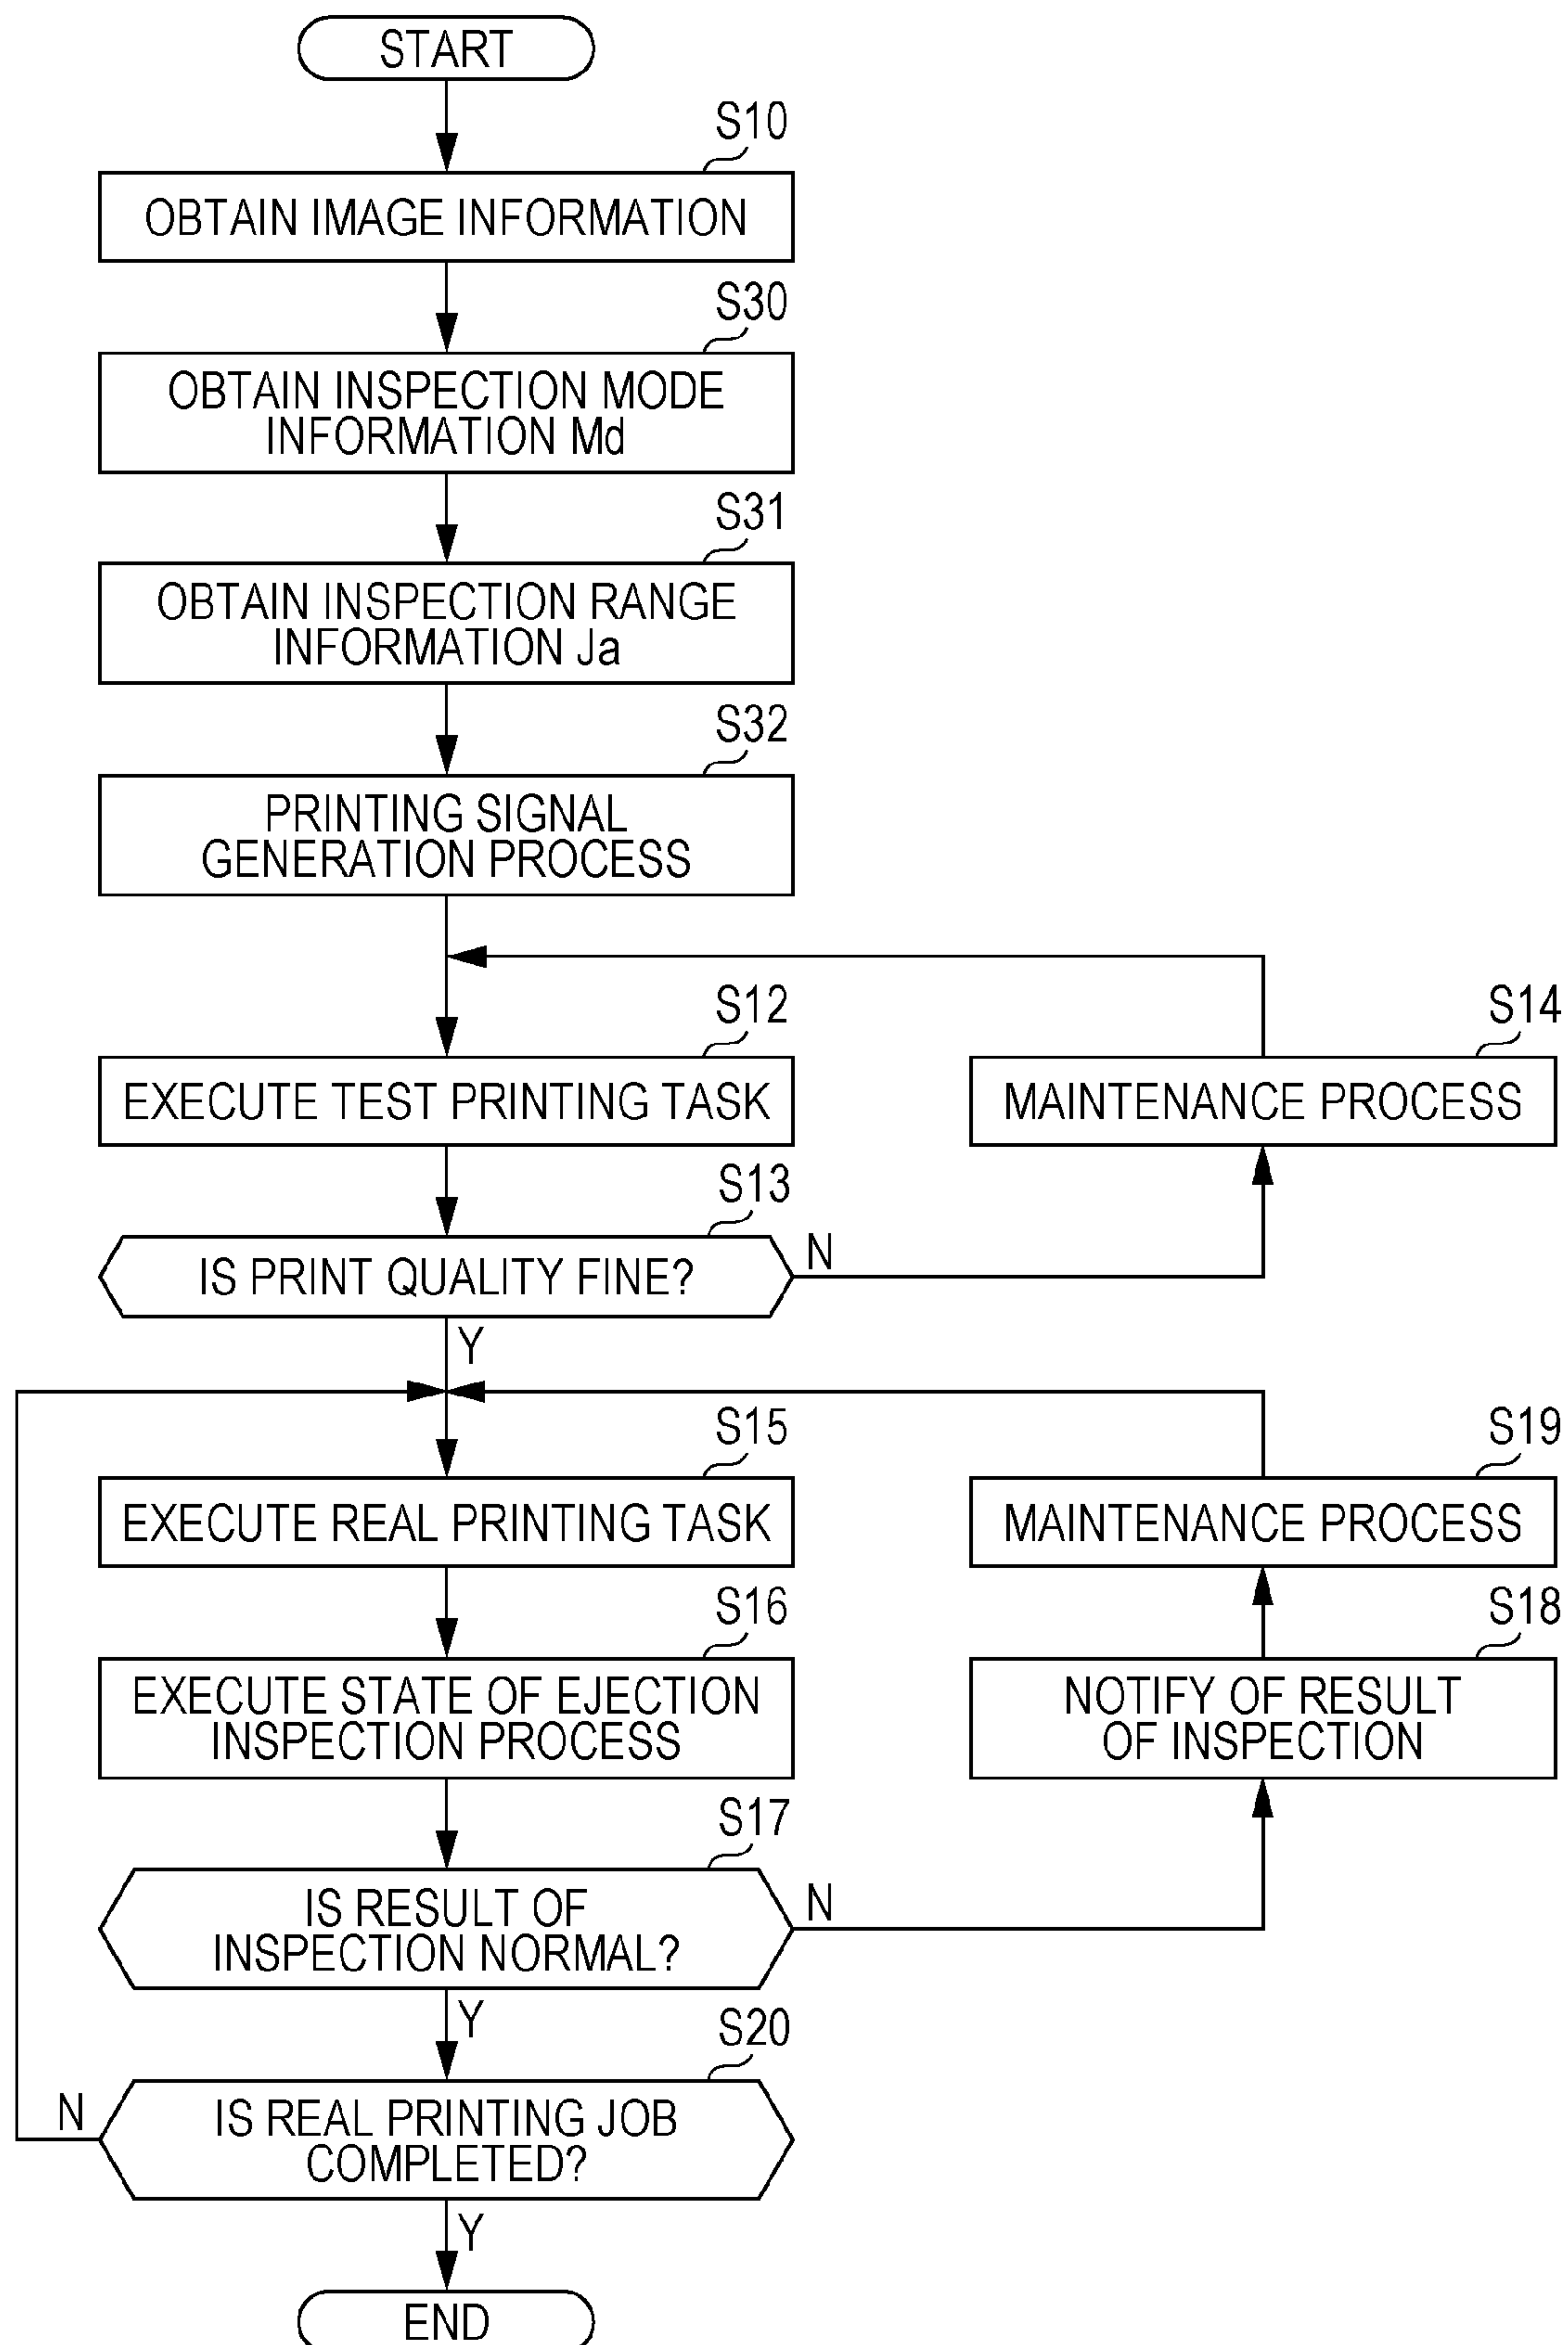 START
S10
OBTAIN IMAGE INFORMATION
S30
OBTAIN INSPECTION MODE
INFORMATION Md
S31
OBTAIN INSPECTION RANGE
INFORMATION Ja
S32
PRINTING SIGNAL
GENERATION PROCESS
S12
EXECUTE TEST PRINTING TASK
S14
MAINTENANCE PROCESS
S13
IS PRINT QUALITY FINE?
N
Y
S15
EXECUTE REAL PRINTING TASK
S19
MAINTENANCE PROCESS
S16
EXECUTE STATE OF EJECTION
INSPECTION PROCESS
S18
NOTIFY OF RESULT
OF INSPECTION
S17
IS RESULT OF
INSPECTION NORMAL?
N
Y
S20
IS REAL PRINTING JOB
COMPLETED?
N
Y
END